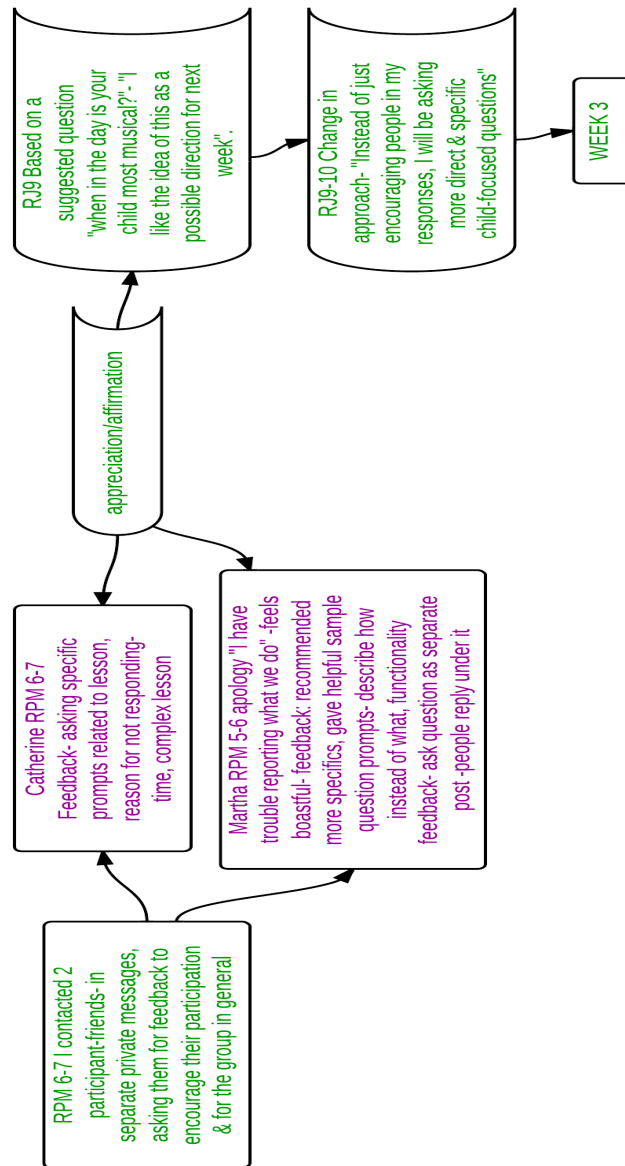 RPM 6-7 I contacted 2
participant-friends- in
separate private messages,
asking them for feedback to
encourage their participation
& for the group in general
Catherine RPM 6-7
Feedback- asking specific
prompts related to lesson,
reason for not responding-
time, complex lesson
Martha RPM 5-6 apology "I have
trouble reporting what we do" -feels
boastful- feedback: recommended
more specifics, gave helpful sample
question prompts- describe how
instead of what, functionality
feedback- ask question as separate
post -people reply under it
appreciation/affirmation
RJ9 Based on a
suggested question
"when in the day is your
child most musical?"- "I
like the idea of this as a
possible direction for next
week".
RJ9-10 Change in
approach- "Instead of just
encouraging people in my
responses, I will be asking
more direct & specific
child-focused questions"
WEEK 3